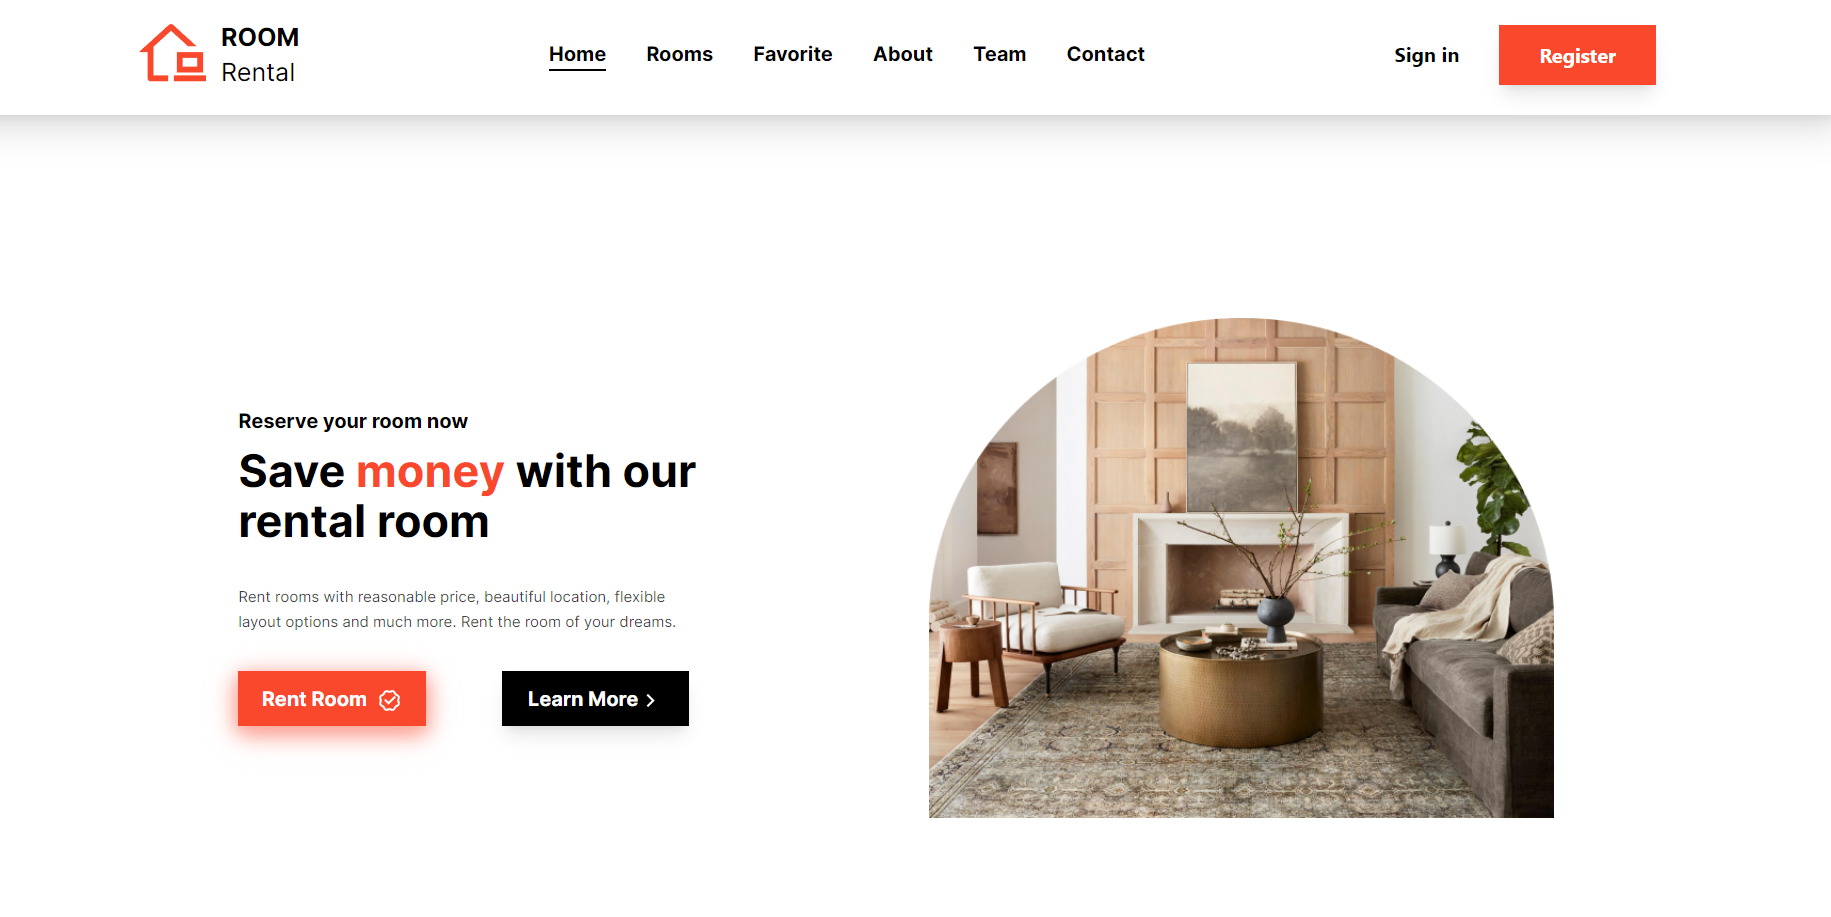 ROOM
Rental
Home Rooms Favorite About Team Contact
Sign in
Register
Reserve your room now
Save money with our
rental room
Rent rooms with reasonable price, beautiful location, flexible
layout options and much more. Rent the room of your dreams.
Rent Room
Learn More